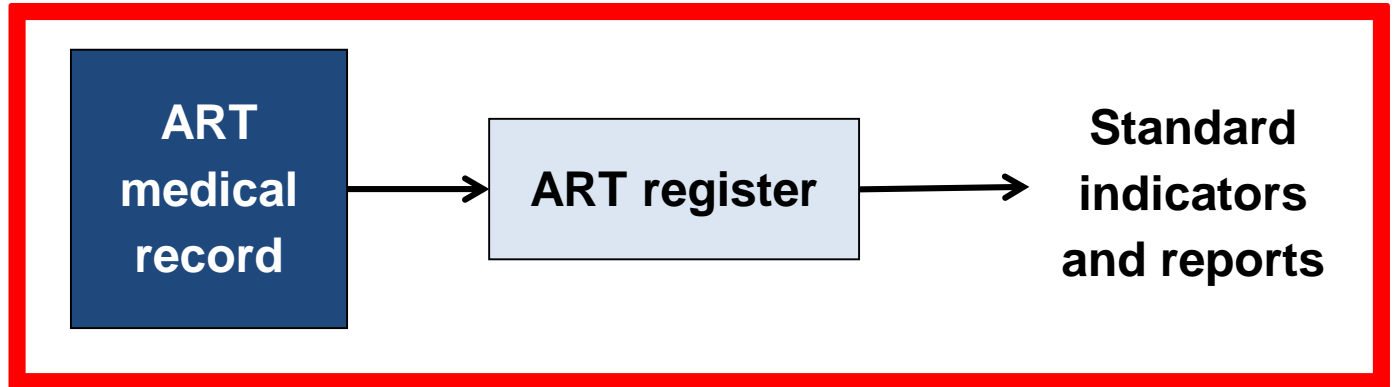 ART
medical
record
ART register
Standard
indicators
and reports